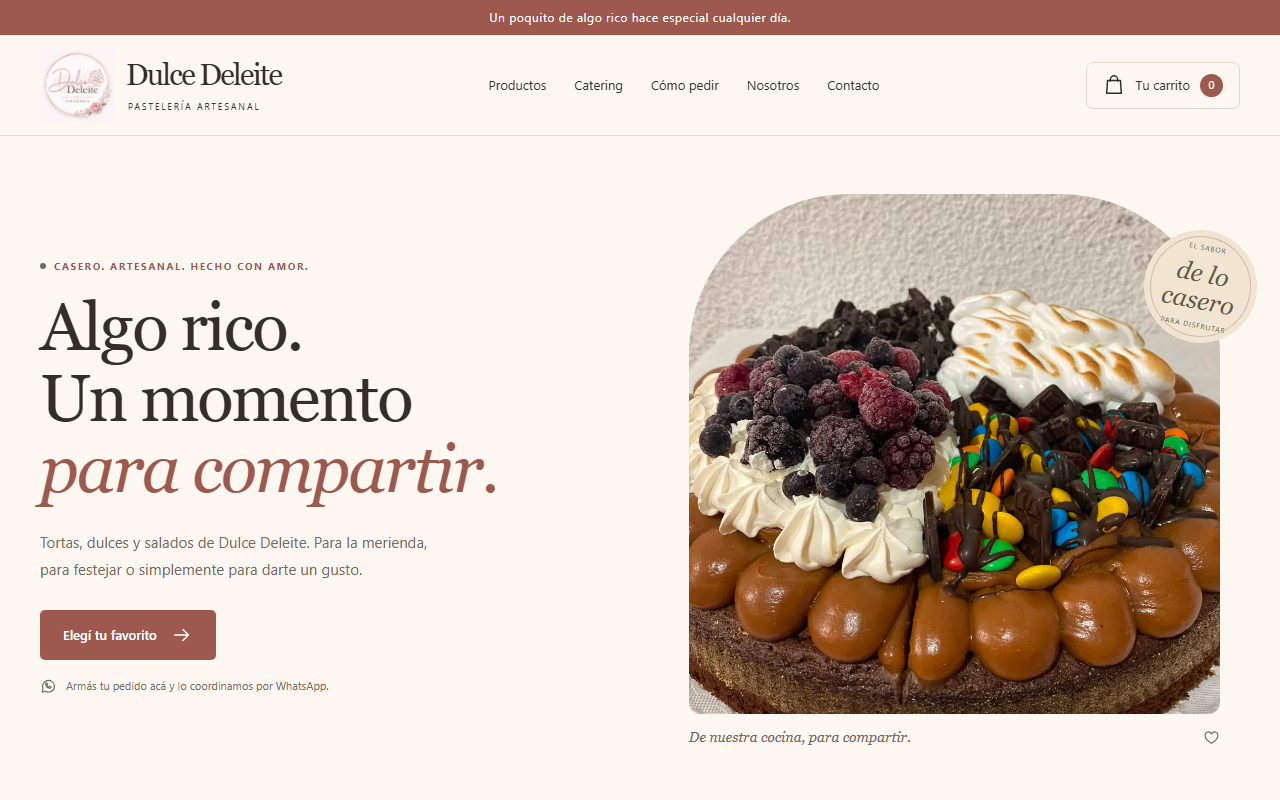 Un poquito de algo rico hace especial cualquier día.
Dulce
Deleite
Dulce Deleite
PASTELERÍA ARTESANAL
Productos
Catering
Cómo pedir
Nosotros
Contacto
Tu carrito 0
CASERO. ARTESANAL. HECHO CON AMOR.
Algo rico.
Un momento
para compartir.
Tortas, dulces y salados de Dulce Deleite. Para la merienda,
para festejar o simplemente para darte un gusto.
Elegí tu favorito
Armás tu pedido acá y lo coordinamos por WhatsApp.
EL SABOR
de lo
casero
PARA DISFRUTAR
De nuestra cocina, para compartir.